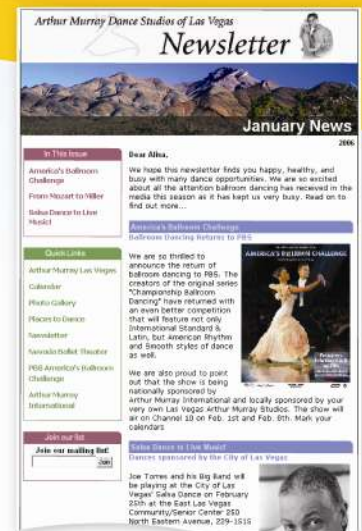 Arthur Murray Dance Studios of Las Vegas
Newsletter
January News
2006
In This Issue
America's Ballroom
Challenge
From Mozart to Miller
Salsa Dance to Live
Music!
Quick Links
Arthur Murray Las Vegas
Calendar
Photo Gallery
Places to Dance
Newsletter
Nevada Ballet Theater
PBS America's Ballroom
Challenge
Arthur Murray
International
Join our list
Join our mailing list!
Join
Dear Alisa,
We hope this newsletter finds you happy, healthy, and
busy with many dance opportunities. We are so excited
about all the attention ballroom dancing has received in the
media this season as it has kept us very busy. Read on to
find out more...
America's Ballroom Challenge
Ballroom Dancing Returns to PBS
We are so thrilled to
announce the return of
ballroom dancing to PBS. The
creators of the original series
"Championship Ballroom
Dancing" have returned with
an even better competition
that will feature not only
International Standard &
Latin, but American Rhythm
and Smooth styles of dance
as well.
AMERICA'S BALLROOM CHALLENGE
We are also proud to point
out that the show is being
nationally sponsored by
Arthur Murray International and locally sponsored by your
very own Las Vegas Arthur Murray Studios. The show will
air on Channel 10 on Feb. 1st and Feb. 8th. Mark your
calendars
Salsa Dance to Live Music!
Dances sponsored by the City of Las Vegas
Joe Torres and his Big Band will
be playing at the City of Las
Vegas' Salsa Dance on February
25th at the East Las Vegas
Community/Senior Center 250
North Eastern Avenue, 229-1515